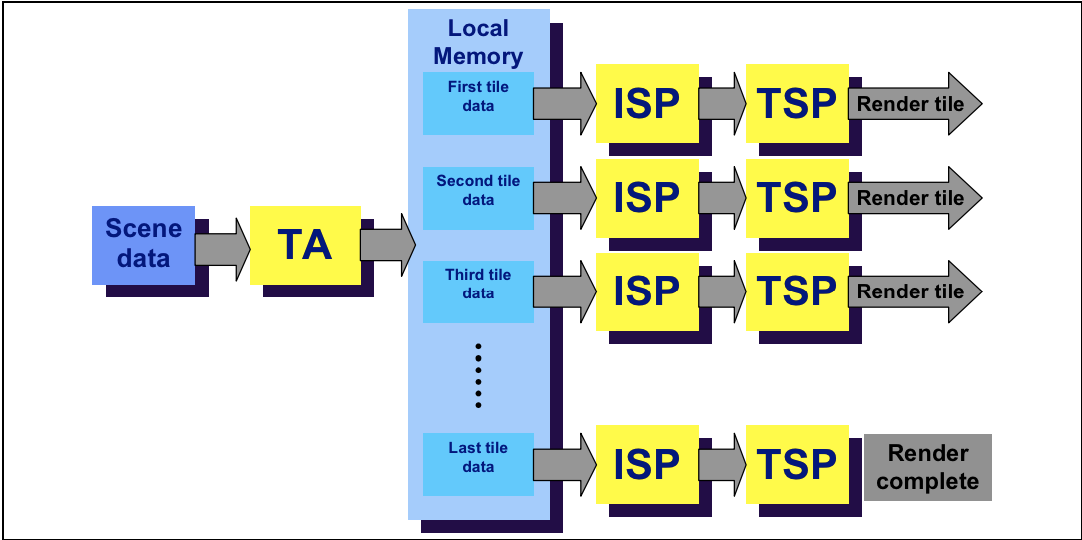 Local
Memory
First tile
data
ISP
TSP
Render tile
Second tile
data
ISP
TSP
Render tile
Scene
data
TA
Third tile
data
ISP
TSP
Render tile
Last tile
data
ISP
TSP
Render
complete